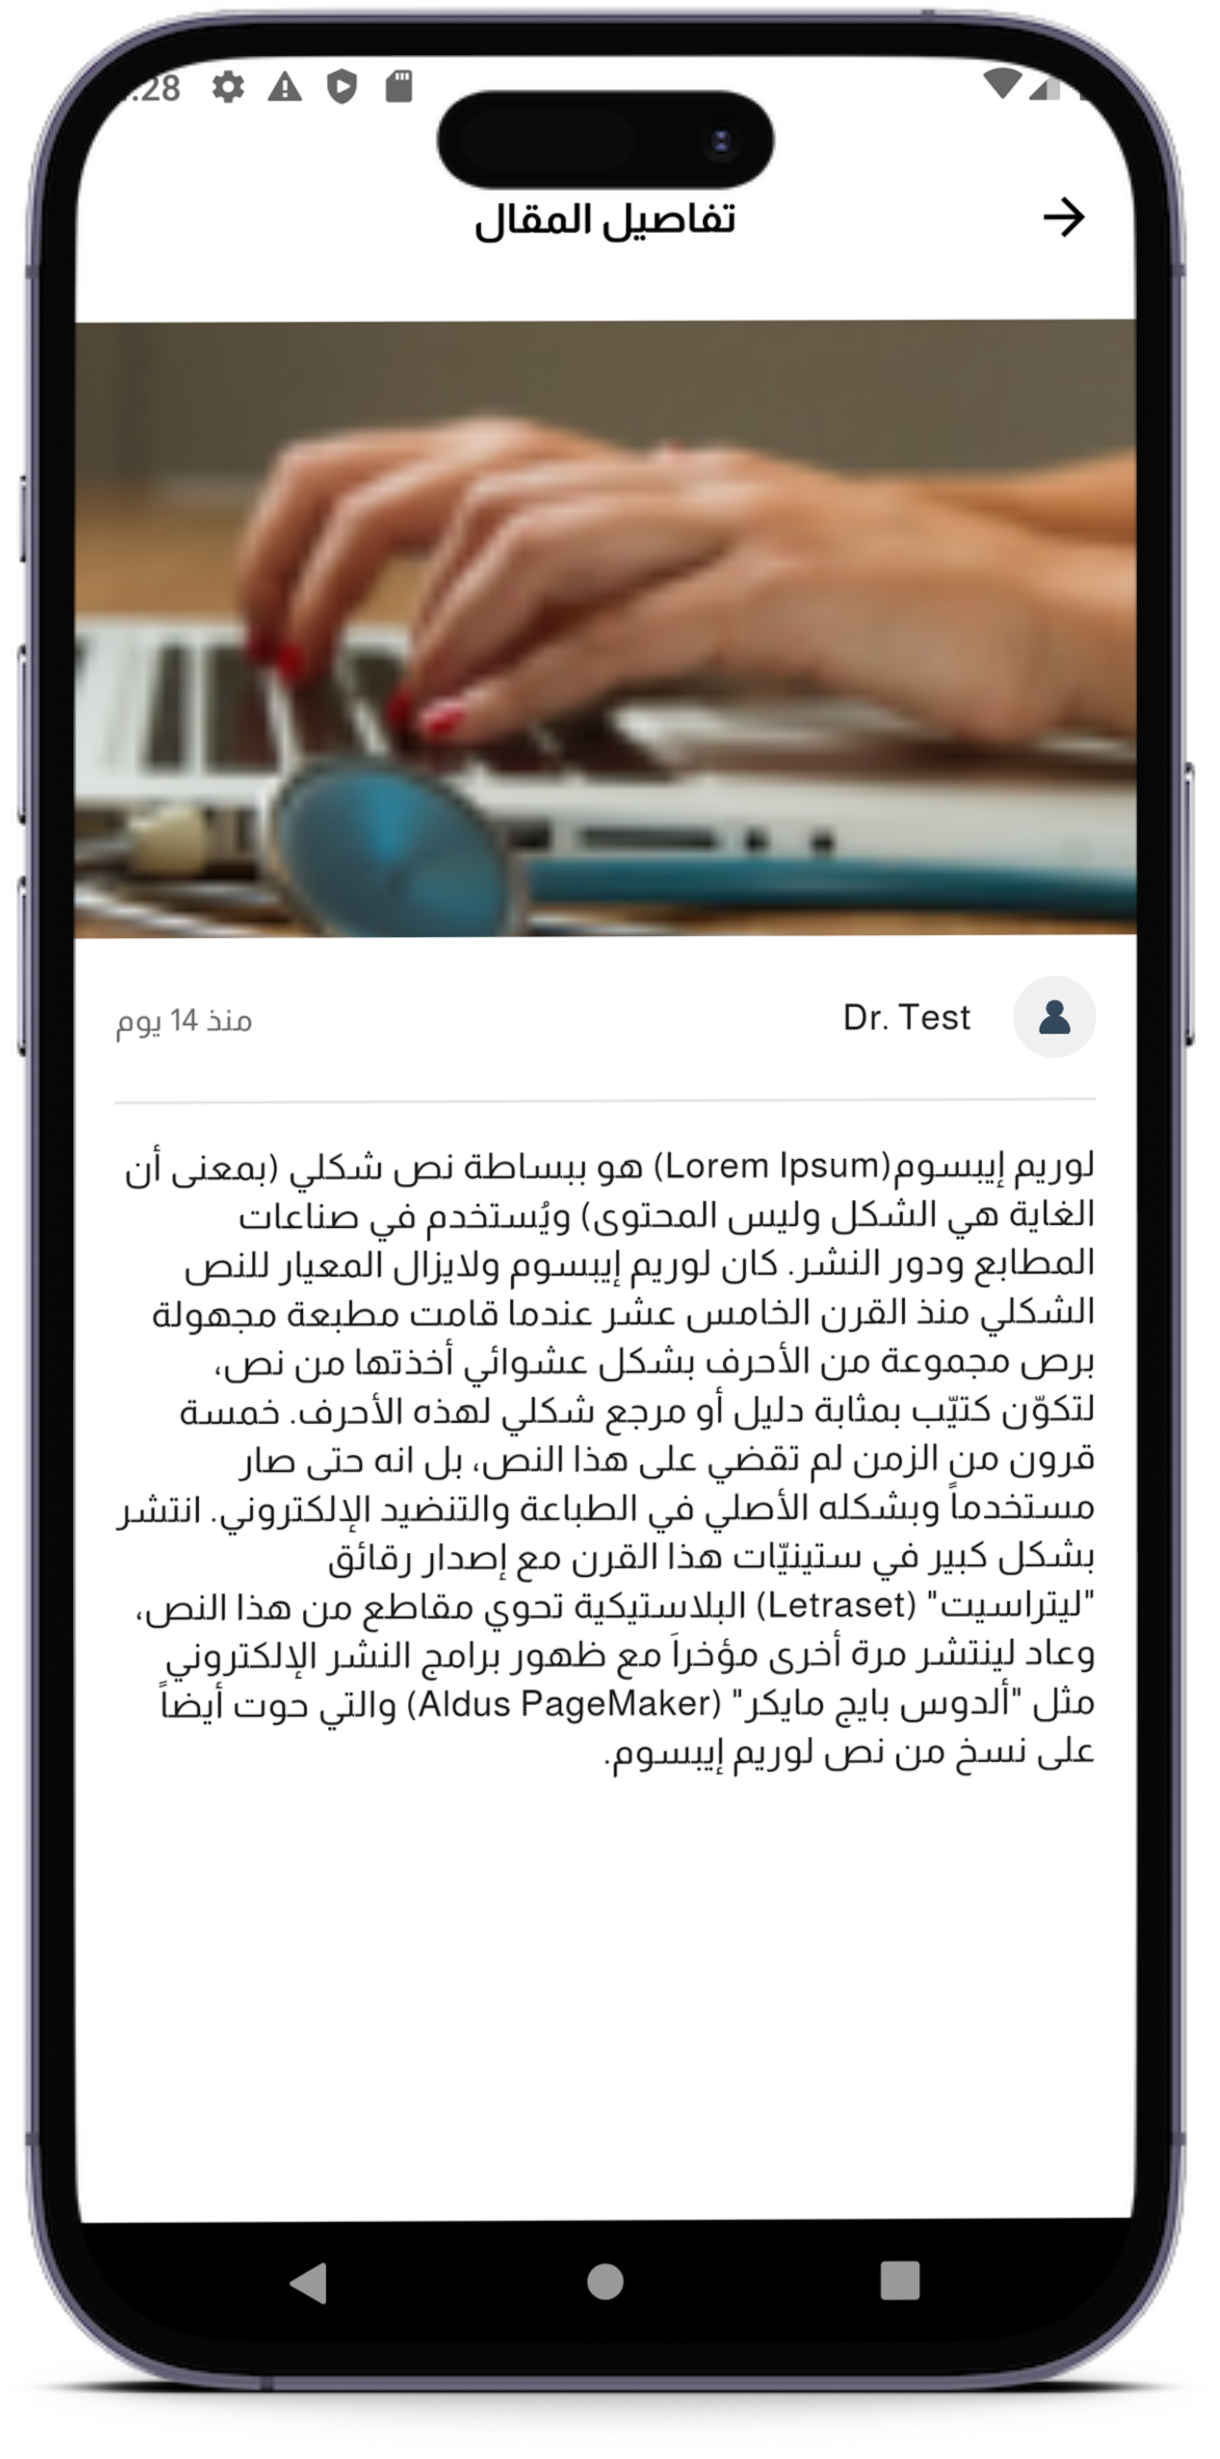 :28
تفاصيل المقال
Dr. Test
منذ 14 يوم
لوريم إيبسوم(Lorem Ipsum) هو ببساطة نص شكلي (بمعنى أن
الغاية هي الشكل وليس المحتوى) ويُستخدم في صناعات
المطابع ودور النشر. كان لوريم إيبسوم ولايزال المعيار للنص
الشكلي منذ القرن الخامس عشر عندما قامت مطبعة مجهولة
برص مجموعة من الأحرف بشكل عشوائي أخذتها من نص،
لتكوّن كتيّب بمثابة دليل أو مرجع شكلي لهذه الأحرف. خمسة
قرون من الزمن لم تقضي على هذا النص، بل انه حتى صار
مستخدماً وبشكله الأصلي في الطباعة والتنضيد الإلكتروني. انتشر
بشكل كبير في ستينيّات هذا القرن مع إصدار رقائق
"ليتراسيت" (Letraset) البلاستيكية تحوي مقاطع من هذا النص،
وعاد لينتشر مرة أخرى مؤخراَ مع ظهور برامج النشر الإلكتروني
مثل "ألدوس بايج مايكر" (Aldus PageMaker) والتي حوت أيضاً
على نسخ من نص لوريم إيبسوم.